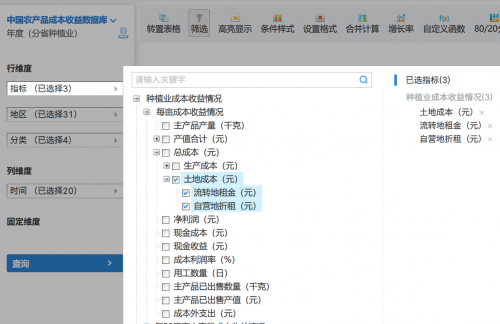 中国农产品成本收益数据库
年度（分省种植业）
转置表格 筛选 高亮显示 条件样式 设置格式 合并计算 增长率 自定义函数 80/20分
行维度
指标 （已选择3）
地区 （已选择31）
分类 （已选择4）
列维度
时间 （已选择20）
固定维度
查询
请输入关键字
种植业成本收益情况
每亩成本收益情况
主产品产量（千克）
产值合计（元）
总成本（元）
生产成本（元）
土地成本（元）
流转地租金（元）
自营地折租（元）
净利润（元）
现金成本（元）
现金收益（元）
成本利润率（%）
用工数量（日）
主产品已出售数量（千克）
主产品已出售产值（元）
成本外支出（元）
已选指标(3)
种植业成本收益情况(3)
土地成本（元）×
流转地租金（元）×
自营地折租（元）×